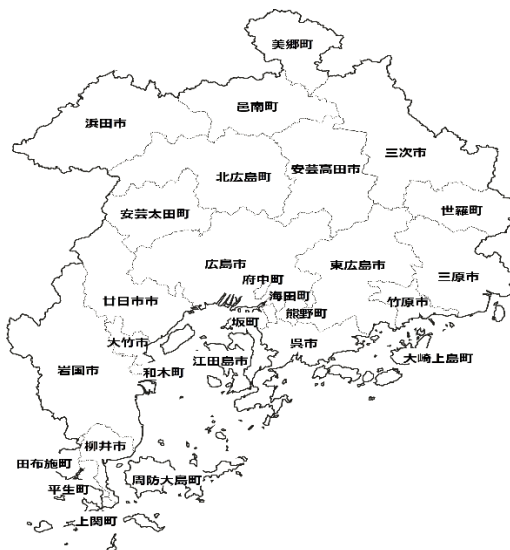 美郷町
邑南町
浜田市
三次市
安芸高田市
北広島町
安芸太田町
世羅町
広島市
東広島市
三原市
府中町
海田町
廿日市市
熊野町
竹原市
坂町
呉市
大竹市
江田島市
大崎上島町
岩国市
和木町
柳井市
田布施町
周防大島町
平生町
上関町